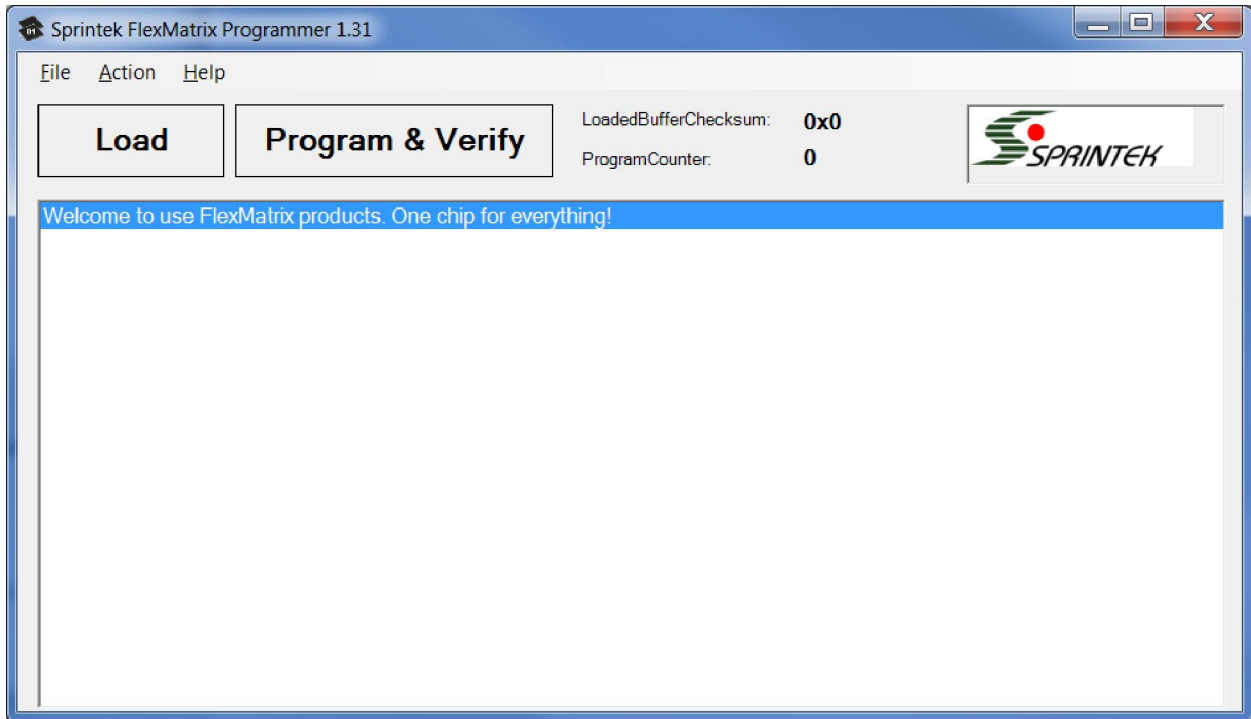 Sprintek FlexMatrix Programmer 1.31
File Action Help
Load
Program & Verify
LoadedBufferChecksum: 0x0
ProgramCounter: 0
SPRINTEK
Welcome to use FlexMatrix products. One chip for everything!